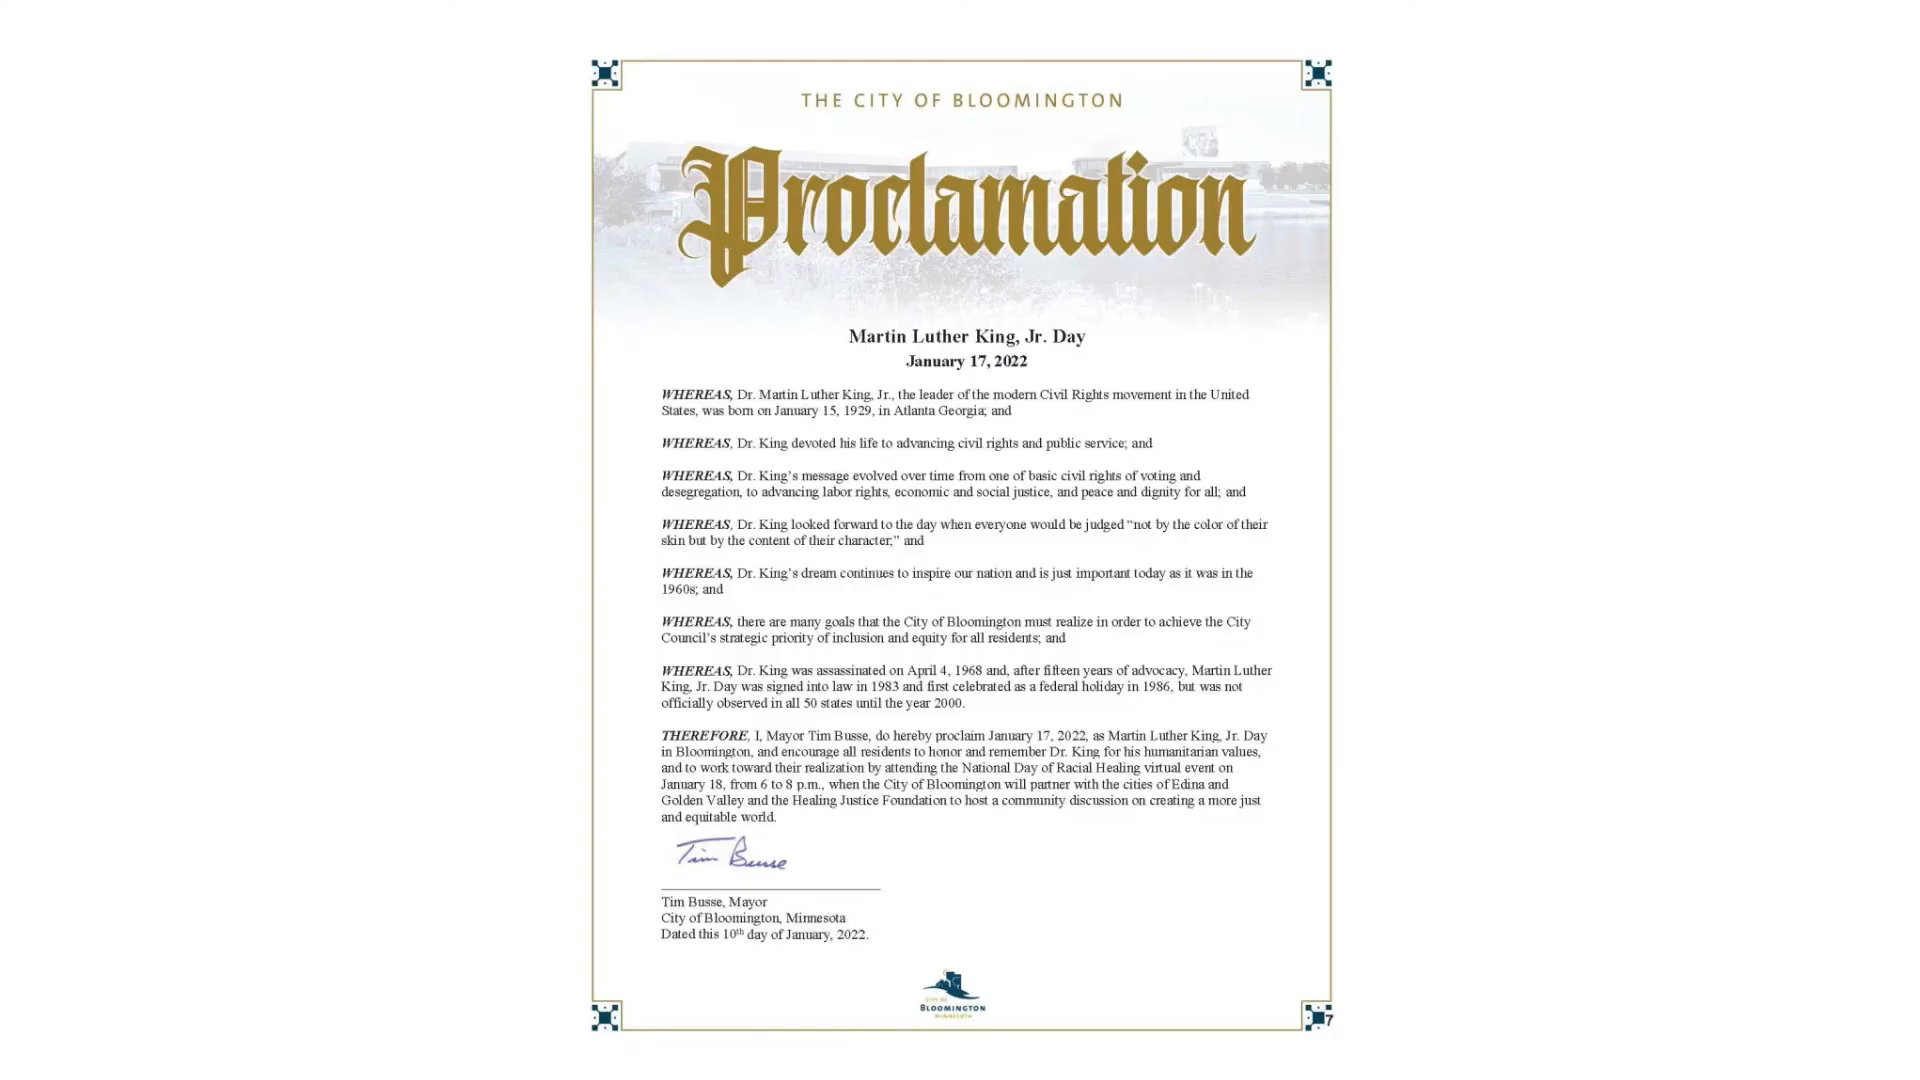 THE CITY OF BLOOMINGTON
Proclamation
Martin Luther King, Jr. Day
January 17, 2022
WHEREAS, Dr. Martin Luther King, Jr., the leader of the modern Civil Rights movement in the United
States, was born on January 15, 1929, in Atlanta Georgia; and
WHEREAS, Dr. King devoted his life to advancing civil rights and public service; and
WHEREAS, Dr. King’s message evolved over time from one of basic civil rights of voting and
desegregation, to advancing labor rights, economic and social justice, and peace and dignity for all; and
WHEREAS, Dr. King looked forward to the day when everyone would be judged “not by the color of their
skin but by the content of their character;” and
WHEREAS, Dr. King’s dream continues to inspire our nation and is just important today as it was in the
1960s; and
WHEREAS, there are many goals that the City of Bloomington must realize in order to achieve the City
Council’s strategic priority of inclusion and equity for all residents; and
WHEREAS, Dr. King was assassinated on April 4, 1968 and, after fifteen years of advocacy, Martin Luther
King, Jr. Day was signed into law in 1983 and first celebrated as a federal holiday in 1986, but was not
officially observed in all 50 states until the year 2000.
THEREFORE, I, Mayor Tim Busse, do hereby proclaim January 17, 2022, as Martin Luther King, Jr. Day
in Bloomington, and encourage all residents to honor and remember Dr. King for his humanitarian values,
and to work toward their realization by attending the National Day of Racial Healing virtual event on
January 18, from 6 to 8 p.m., when the City of Bloomington will partner with the cities of Edina and
Golden Valley and the Healing Justice Foundation to host a community discussion on creating a more just
and equitable world.
Tim Busse
Tim Busse, Mayor
City of Bloomington, Minnesota
Dated this 10th day of January, 2022.
CITY OF
BLOOMINGTON
MINNESOTA
7